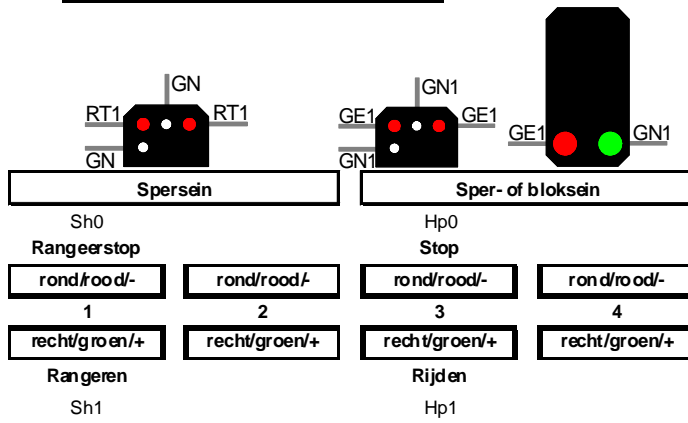 GN
GN1
RT1
RT1
GE1
GE1
GE1
GN1
GN
GN1
Spersein
Sper- of bloksein
Sh0
Hp0
Rangeerstop
Stop
rond/rood/-
rond/rood/-
rond/rood/-
rond/rood/-
1
2
3
4
recht/groen/+
recht/groen/+
recht/groen/+
recht/groen/+
Rangeren
Rijden
Sh1
Hp1